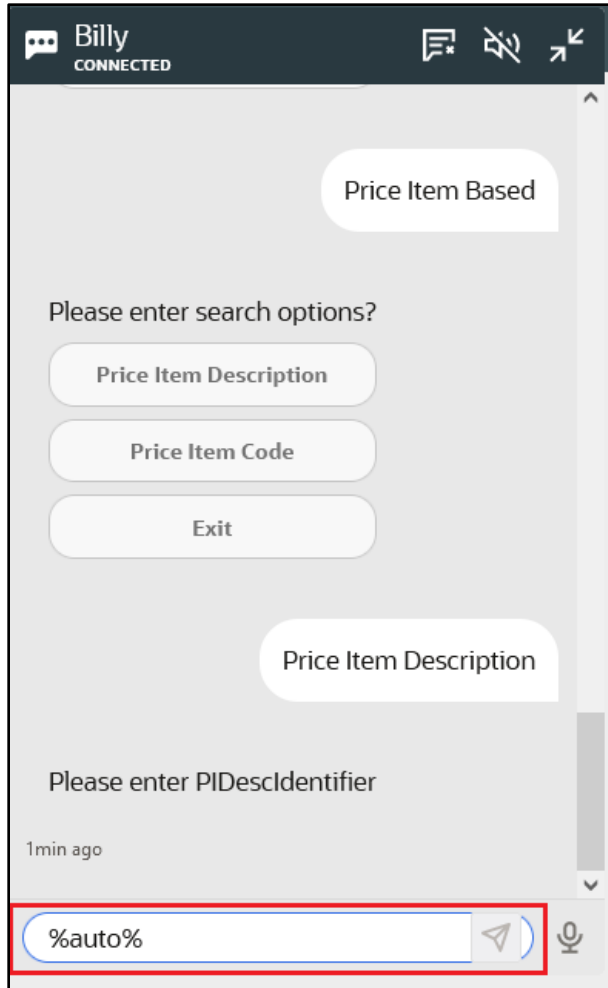 Billy
CONNECTED
Price Item Based
Please enter search options?
Price Item Description
Price Item Code
Exit
Price Item Description
Please enter PIDescIdentifier
1min ago
%auto%